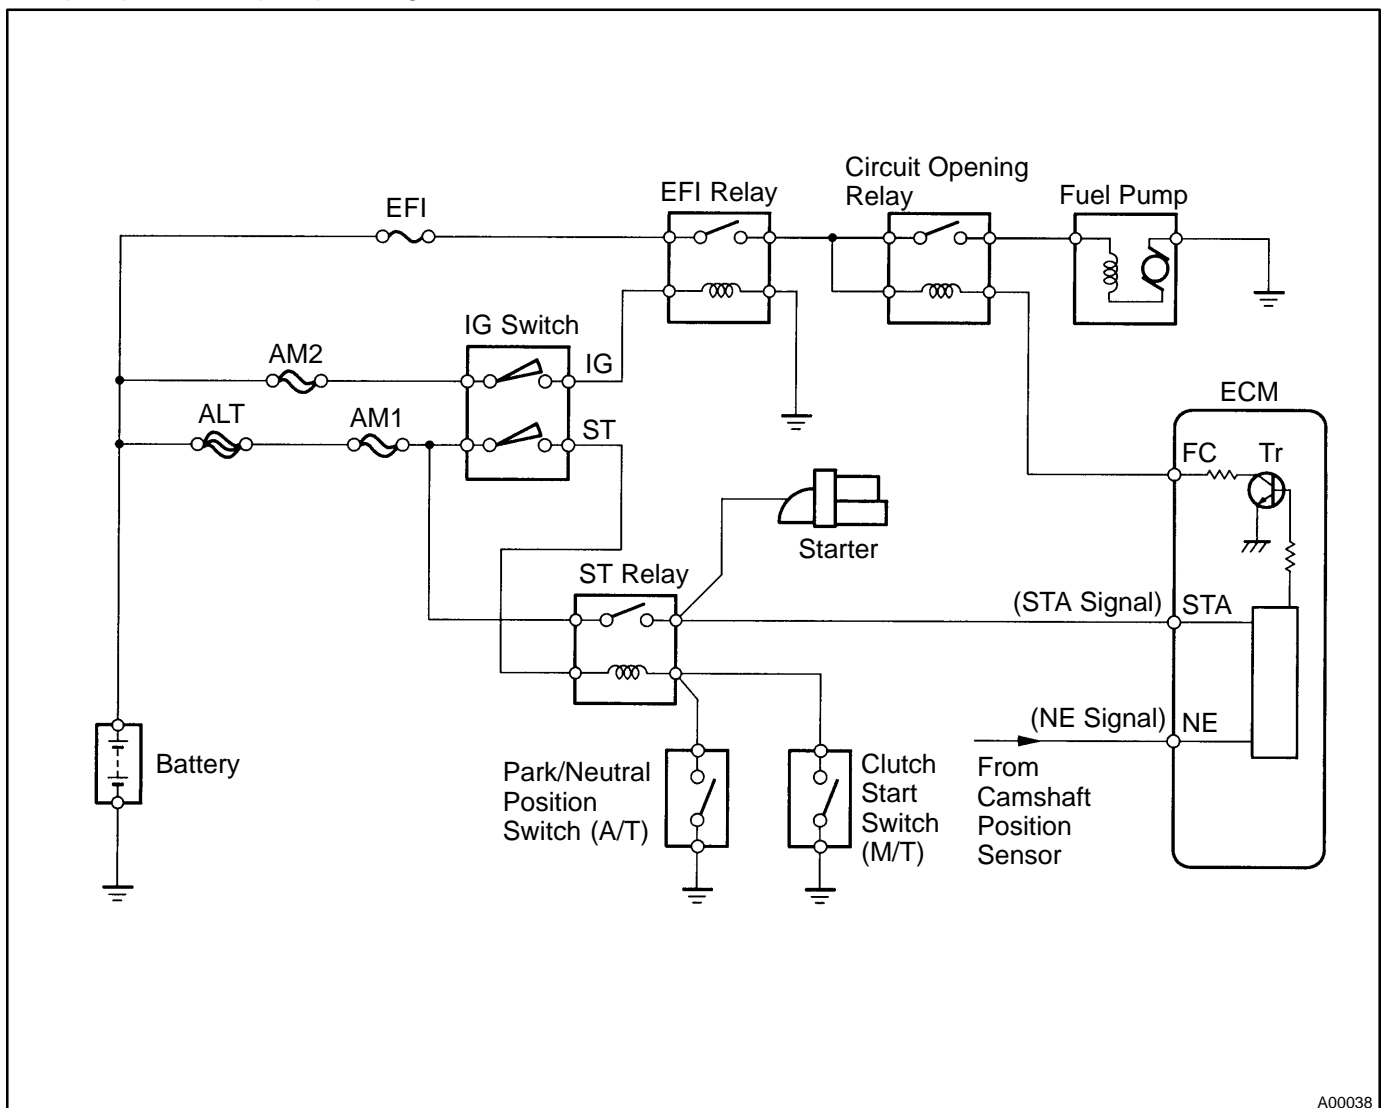 Circuit Opening
Relay
EFI Relay
Fuel Pump
EFI
IG Switch
AM2
IG
ALT
AM1
ST
ECM
FC
Tr
Starter
ST Relay
(STA Signal)
STA
(NE Signal)
NE
Battery
Park/Neutral
Position
Switch (A/T)
Clutch
Start
Switch
(M/T)
From
Camshaft
Position
Sensor
A00038